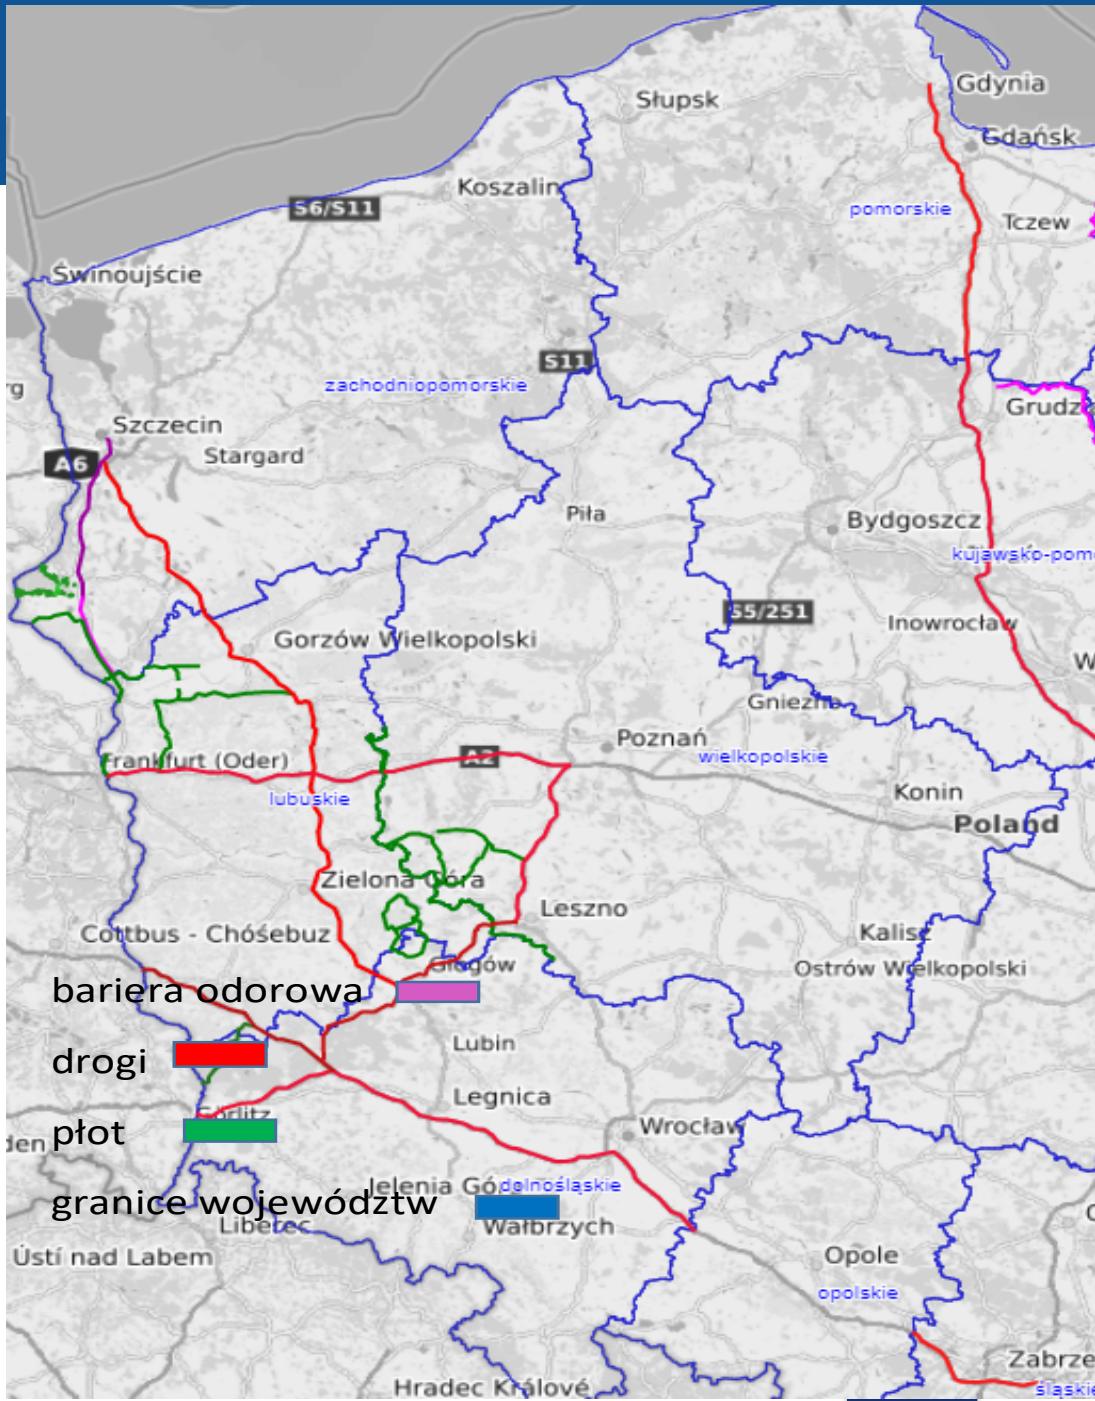 Gdynia
Słupsk
Gdańsk
Koszalin
S6/S11
pomorskie
Tczew
Świnoujście
S11
zachodniopomorskie
rg
Grudz
Szczecin
A6
Stargard
Piła
Bydgoszcz
kujawsko-pom
S5/251
Inowrocław
Gorzów Wielkopolski
W
Gniezno
Poznań
Frankfurt (Oder)
A2
wielkopolskie
lubuskie
Konin
Poland
Zielona Góra
Leszno
Cottbus - Chóśebuz
Kalisz
Głogów
Ostrów Wielkopolski
bariera odorowa
Lubin
drogi
Legnica
Görlitz
płot
Wrocław
den
Jelenia Góra
dolnośląskie
granice województw
Liberec
Wałbrzych
Ústí nad Labem
Opole
opolskie
Zabrze
Hradec Králové
śląskie